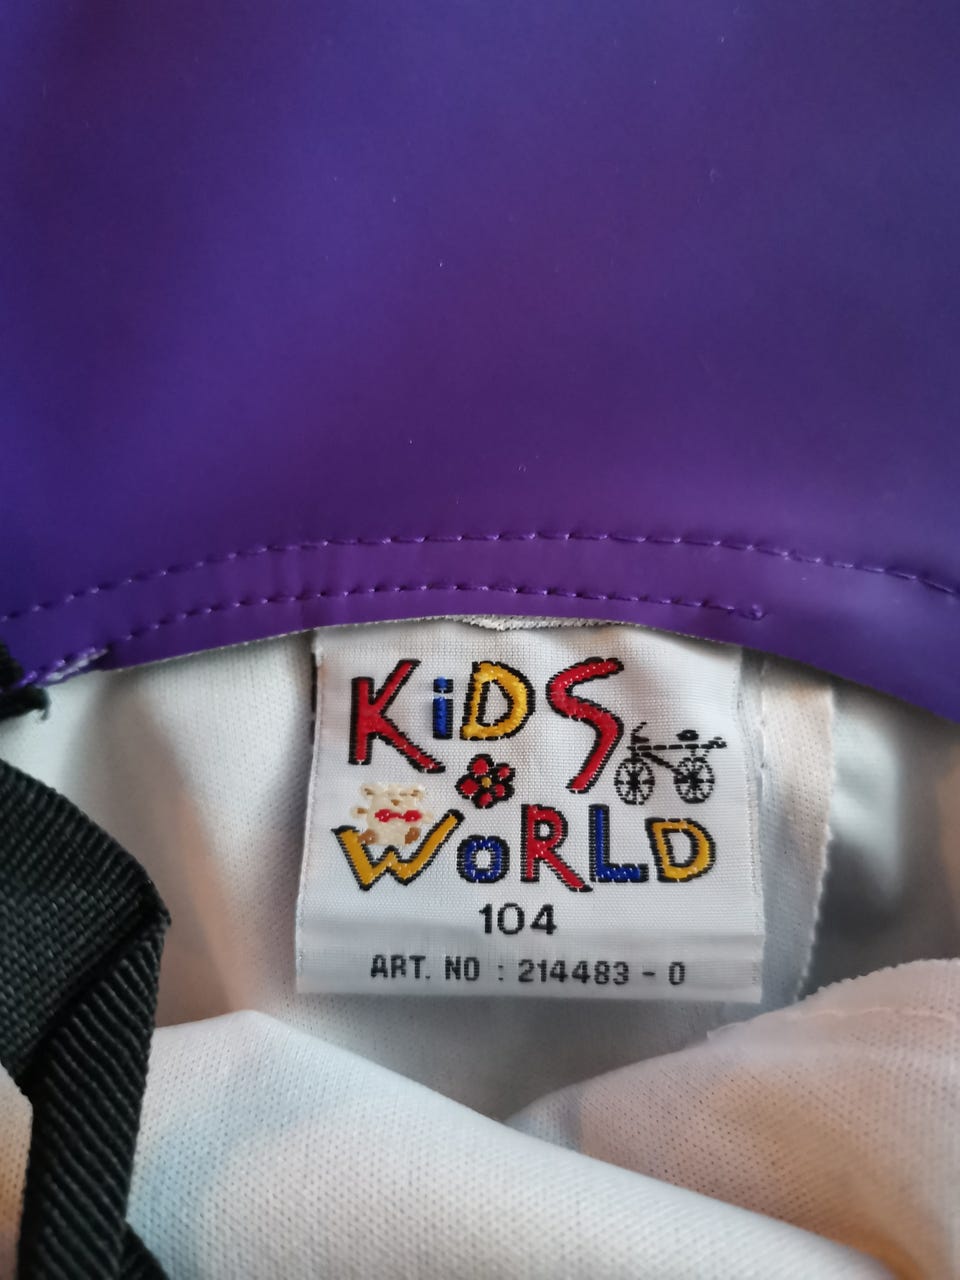 KiDS
WoRLD
104
ART. NO : 214483 - 0